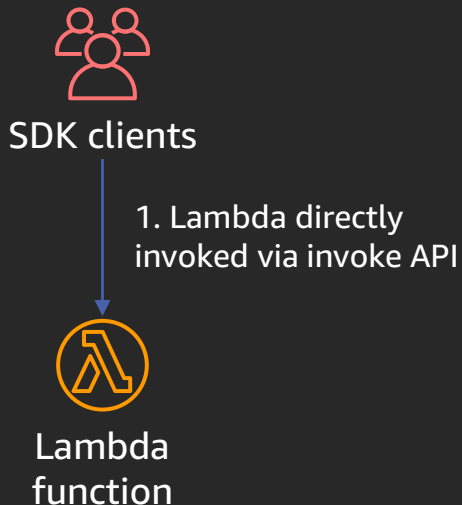 SDK clients
1. Lambda directly
invoked via invoke API
Lambda
function